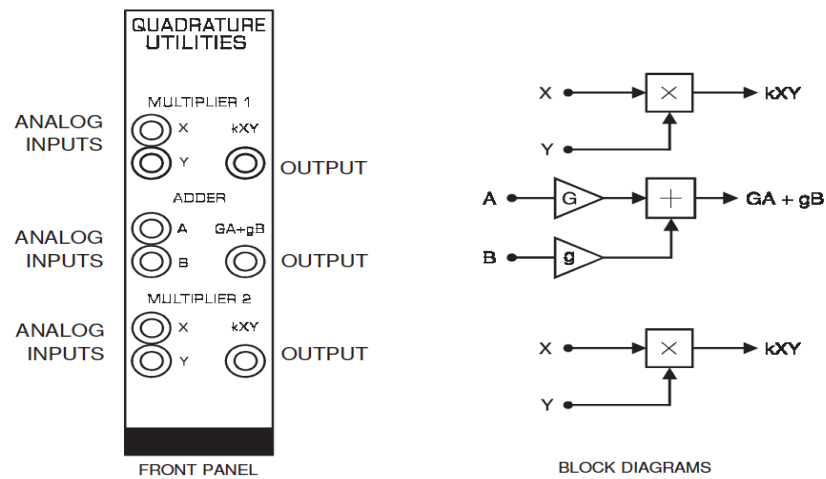 QUADRATURE
UTILITIES
MULTIPLIER 1
ANALOG
INPUTS
X kXY
Y
OUTPUT
ADDER
ANALOG
INPUTS
A GA+gB
B
OUTPUT
MULTIPLIER 2
ANALOG
INPUTS
X kXY
Y
OUTPUT
FRONT PANEL
X × kXY
Y
A G + GA + gB
B g
X × kXY
Y
BLOCK DIAGRAMS